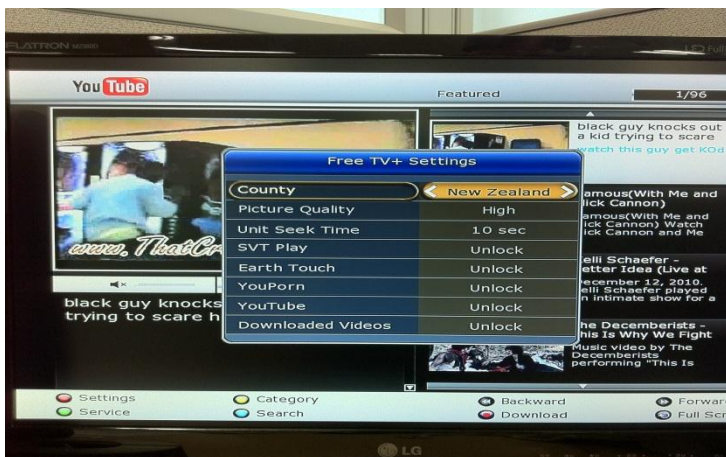 FLATRON
LED Full
You Tube
Featured
1/96
black guy knocks out
a kid trying to scare
watch this guy get KOd
Free TV+ Settings
County
New Zealand
Picture Quality
High
Unit Seek Time
10 sec
SVT Play
Unlock
Earth Touch
Unlock
YouPorn
Unlock
YouTube
Unlock
Downloaded Videos
Unlock
www.ThatCr
black guy knocks
trying to scare h
amous(With Me and
ick Cannon)
amous(With Me and
ick Cannon) Watch
ick Cannon and Me
elli Schaefer -
etter Idea (Live at
ecember 12, 2010.
elli Schaefer played
n intimate show for a
he Decemberists -
his Is Why We Fight
Music video by The
Decemberists
performing "This Is
Settings
Category
Backward
Forwar
Service
Search
Download
Full Scr
LG